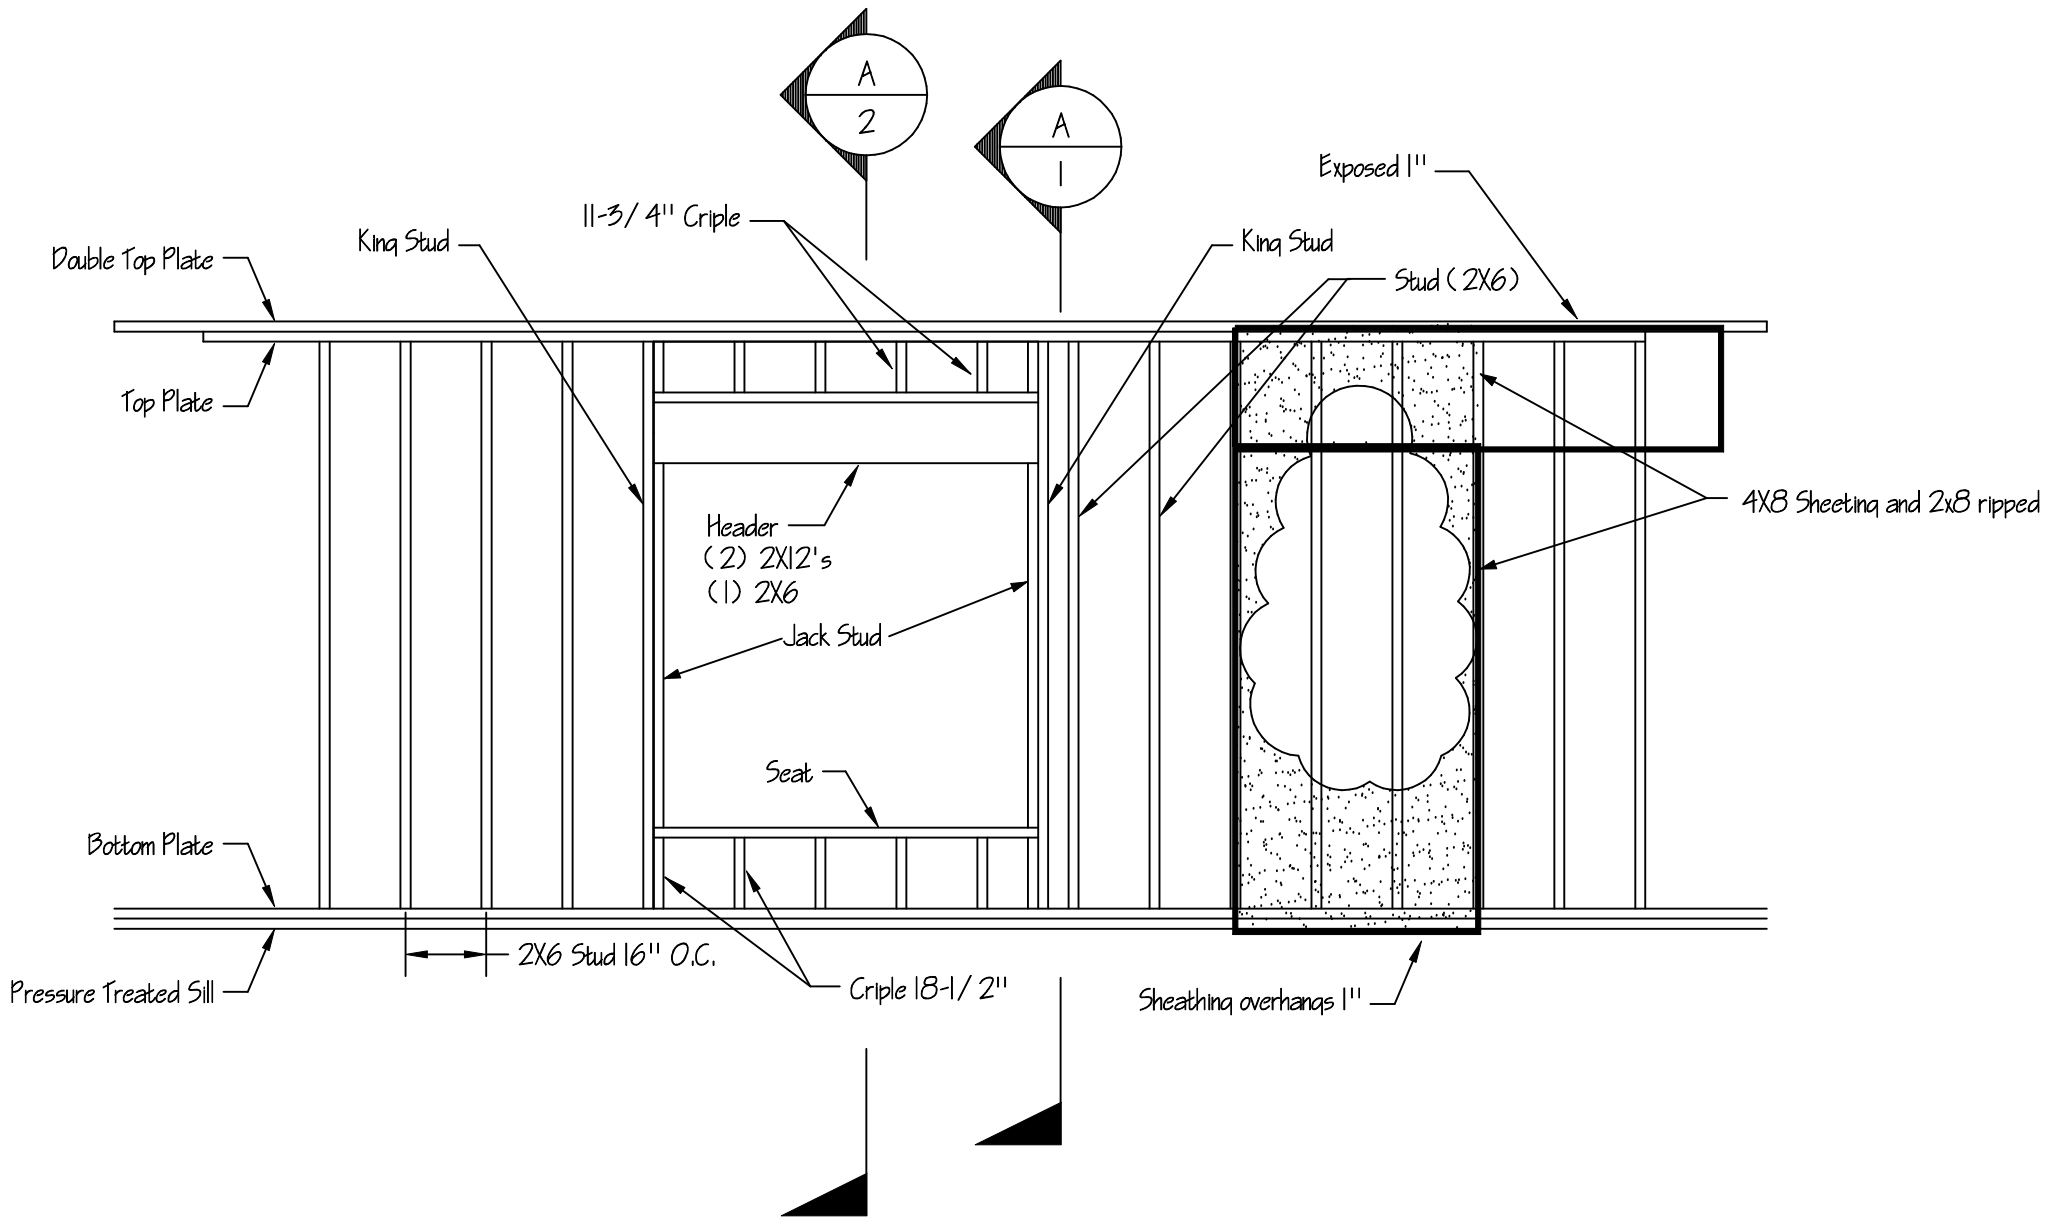 A
2
A
1
Exposed 1"
11-3/4" Criple
King Stud
King Stud
Double Top Plate
Stud (2X6)
Top Plate
4X8 Sheeting and 2x8 ripped
Header
(2) 2X12's
(1) 2X6
Jack Stud
Seat
Bottom Plate
2X6 Stud 16" O.C.
Pressure Treated Sill
Criple 18-1/2"
Sheathing overhangs 1"